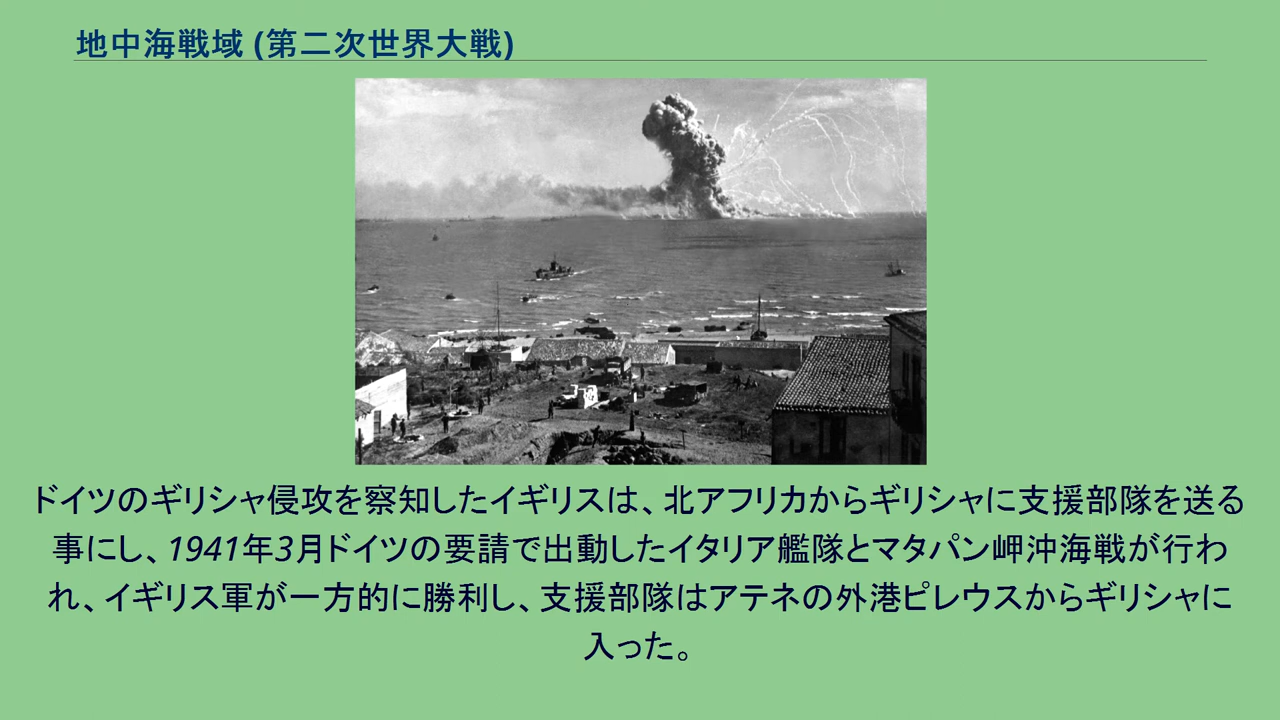 地中海戦域 (第二次世界大戦)
ドイツのギリシャ侵攻を察知したイギリスは、北アフリカからギリシャに支援部隊を送る
事にし、1941年3月ドイツの要請で出動したイタリア艦隊とマタパン岬沖海戦が行わ
れ、イギリス軍が一方的に勝利し、支援部隊はアテネの外港ピレウスからギリシャに
入った。